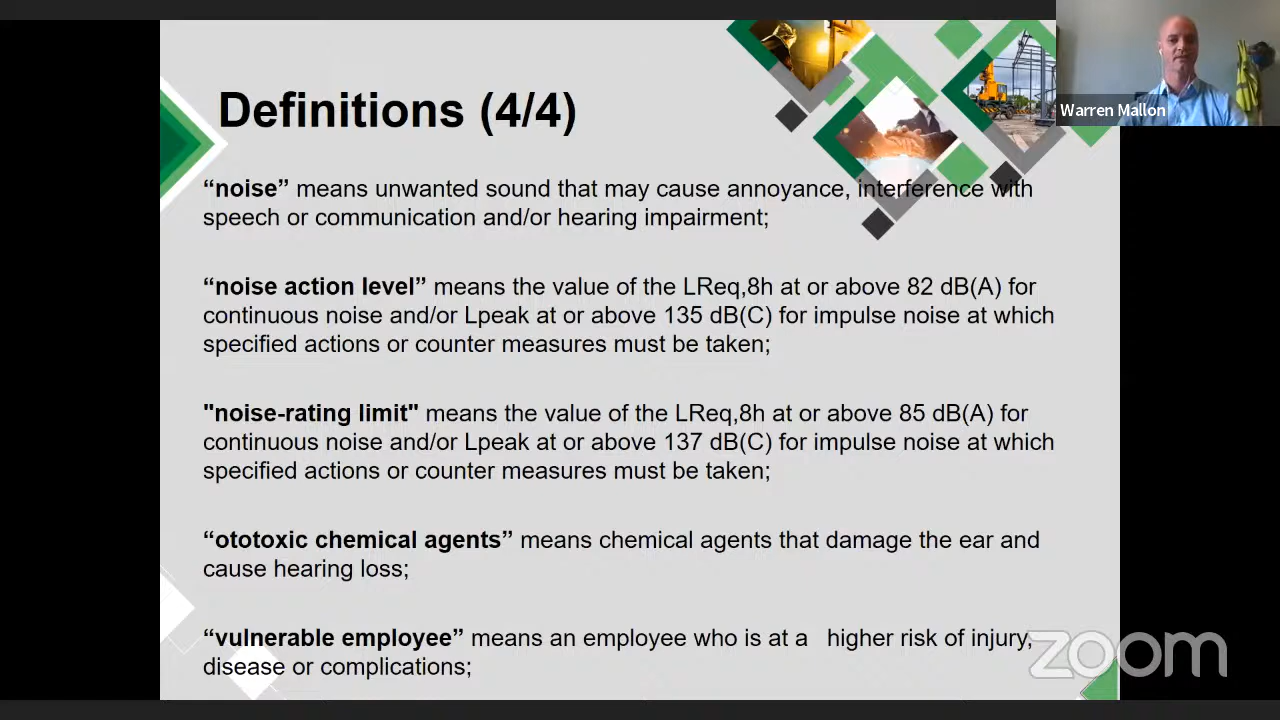 Definitions (4/4)
Warren Mallon
“noise” means unwanted sound that may cause annoyance, interference with
speech or communication and/or hearing impairment;
“noise action level” means the value of the LReq,8h at or above 82 dB(A) for
continuous noise and/or Lpeak at or above 135 dB(C) for impulse noise at which
specified actions or counter measures must be taken;
"noise-rating limit" means the value of the LReq,8h at or above 85 dB(A) for
continuous noise and/or Lpeak at or above 137 dB(C) for impulse noise at which
specified actions or counter measures must be taken;
“ototoxic chemical agents” means chemical agents that damage the ear and
cause hearing loss;
“vulnerable employee” means an employee who is at a higher risk of injury,
disease or complications;
zoom